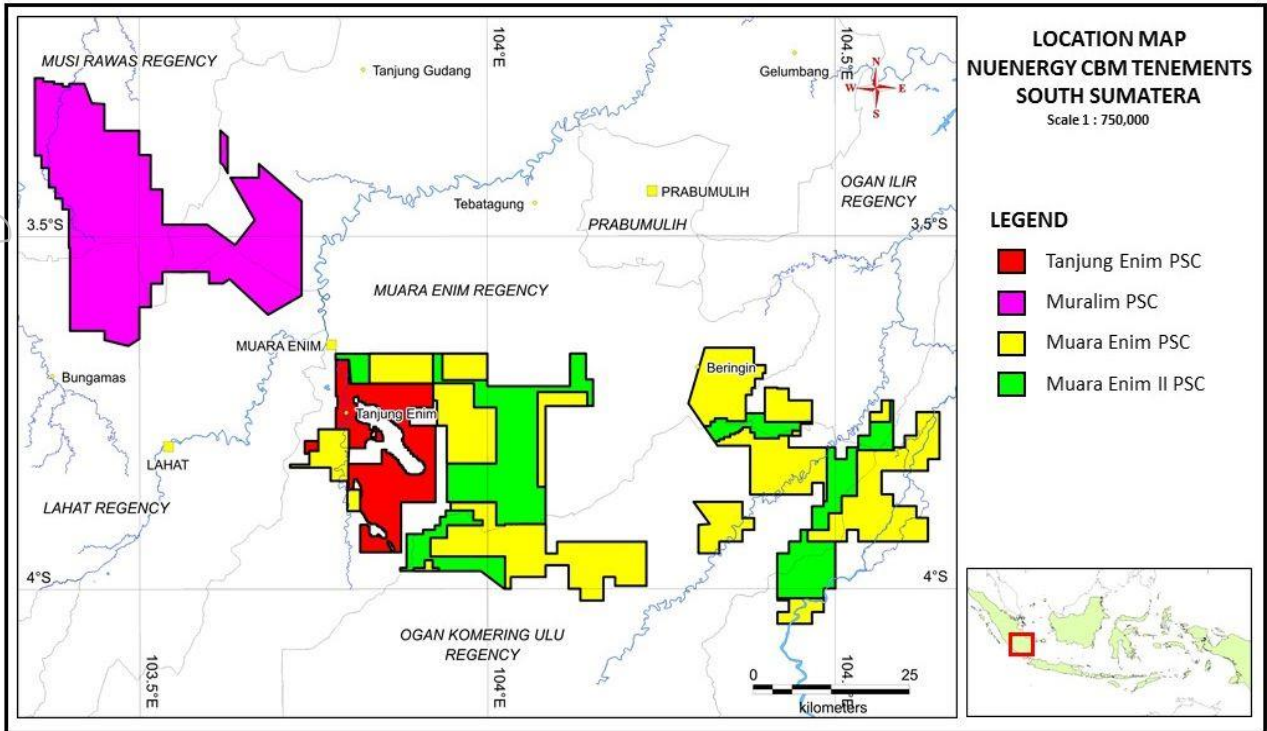 LOCATION MAP
NUENERGY CBM TENEMENTS
SOUTH SUMATERA
Scale 1 : 750,000
LEGEND
Tanjung Enim PSC
Muralim PSC
Muara Enim PSC
Muara Enim II PSC
MUSI RAWAS REGENCY
Tanjung Gudang
104°E
Gelumbang
104.5°E
N
W E
S
PRABUMULIH
OGAN ILIR
REGENCY
Tebatagung
PRABUMULIH
3.5°S
3.5°S
MUARA ENIM REGENCY
MUARA ENIM
Bungamas
Beringin
Tanjung Enim
LAHAT
LAHAT REGENCY
4°S
4°S
OGAN KOMERING ULU
REGENCY
103.5°E
104°E
0 25
kilometers